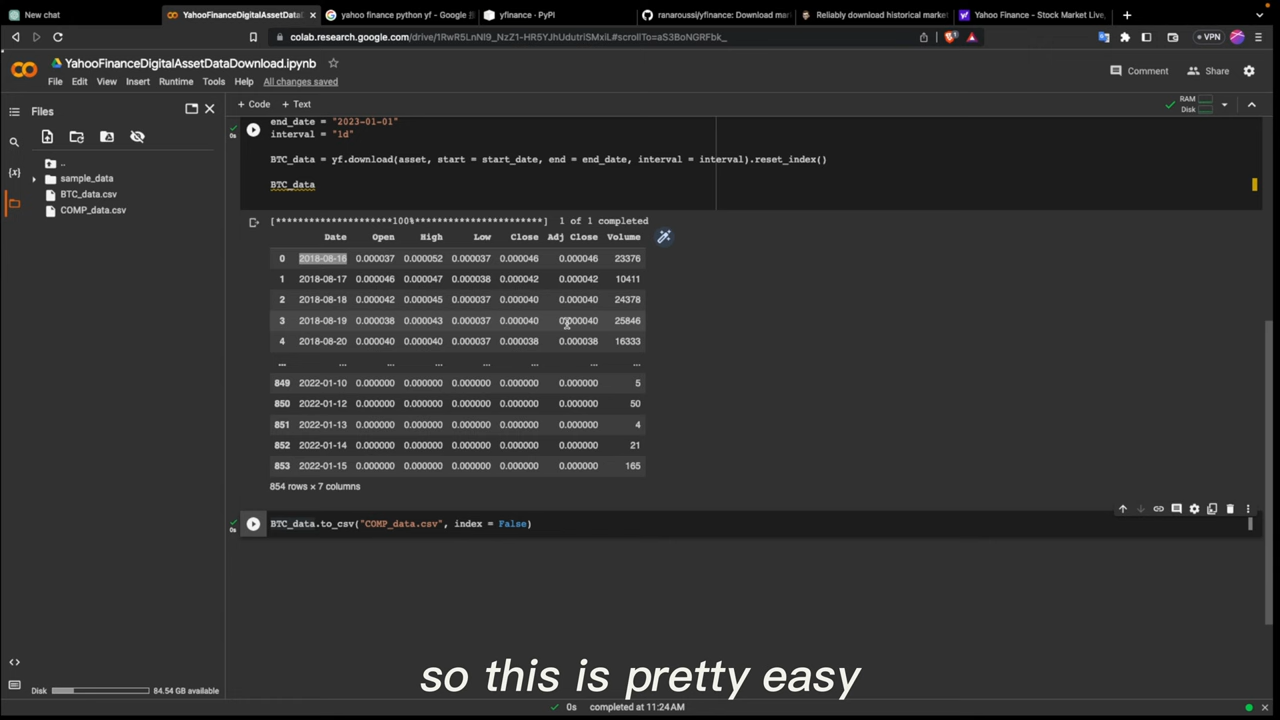 New chat
YahooFinanceDigitalAssetData
yahoo finance python yf - Google
yfinance · PyPI
ranaroussi/yfinance: Download mar
Reliably download historical market
Yahoo Finance - Stock Market Live,
colab.research.google.com/drive/1RwR5LnNl9_NzZ1-HR5YJhUdutriSMxiL#scrollTo=aS3BoNGRFbk_
VPN
YahooFinanceDigitalAssetDataDownload.ipynb
File Edit View Insert Runtime Tools Help All changes saved
Comment
Share
Files
..
sample_data
BTC_data.csv
COMP_data.csv
+ Code + Text
RAM
Disk
0s
end_date = "2023-01-01"
interval = "1d"
BTC_data = yf.download(asset, start = start_date, end = end_date, interval = interval).reset_index()
BTC_data
[*********************100%***********************] 1 of 1 completed
Date Open High Low Close Adj Close Volume
0 2018-08-16 0.000037 0.000052 0.000037 0.000046 0.000046 23376
1 2018-08-17 0.000046 0.000047 0.000038 0.000042 0.000042 10411
2 2018-08-18 0.000042 0.000045 0.000037 0.000040 0.000040 24378
3 2018-08-19 0.000038 0.000043 0.000037 0.000040 0.000040 25846
4 2018-08-20 0.000040 0.000040 0.000037 0.000038 0.000038 16333
... ... ... ... ... ... ... ...
849 2022-01-10 0.000000 0.000000 0.000000 0.000000 0.000000 5
850 2022-01-12 0.000000 0.000000 0.000000 0.000000 0.000000 50
851 2022-01-13 0.000000 0.000000 0.000000 0.000000 0.000000 4
852 2022-01-14 0.000000 0.000000 0.000000 0.000000 0.000000 21
853 2022-01-15 0.000000 0.000000 0.000000 0.000000 0.000000 165
854 rows × 7 columns
0s
BTC_data.to_csv("COMP_data.csv", index = False)
so this is pretty easy
Disk 84.54 GB available
0s completed at 11:24 AM